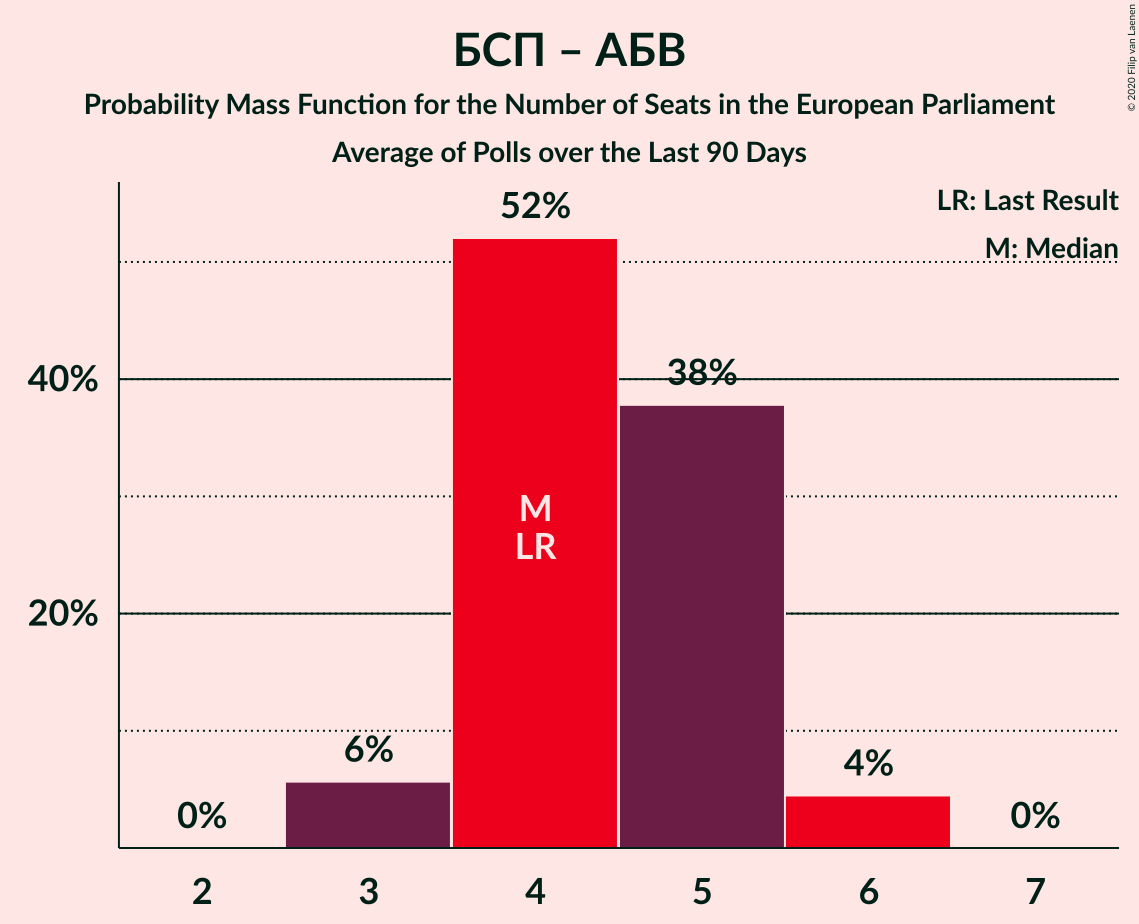 БСП – АБВ
Probability Mass Function for the Number of Seats in the European Parliament
Average of Polls over the Last 90 Days
© 2020 Filip van Laenen
LR: Last Result
M: Median
52%
40%
38%
M
LR
20%
6%
4%
0%
0%
2
3
4
5
6
7